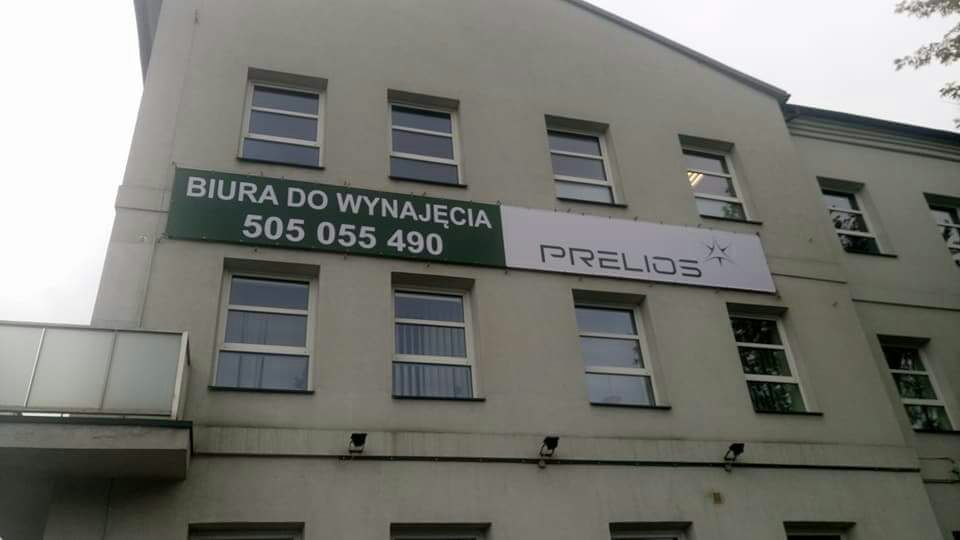 BIURA DO WYNAJĘCIA
505 055 490
PRELIOS